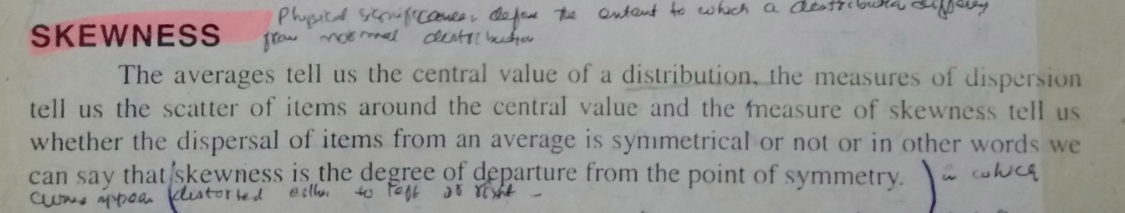 Physical significance: define the extent to which a distribution differs
SKEWNESS from normal distribution
The averages tell us the central value of a distribution, the measures of dispersion
tell us the scatter of items around the central value and the measure of skewness tell us
whether the dispersal of items from an average is symmetrical or not or in other words we
can say that skewness is the degree of departure from the point of symmetry. in which
curve appear distorted either to left or right -